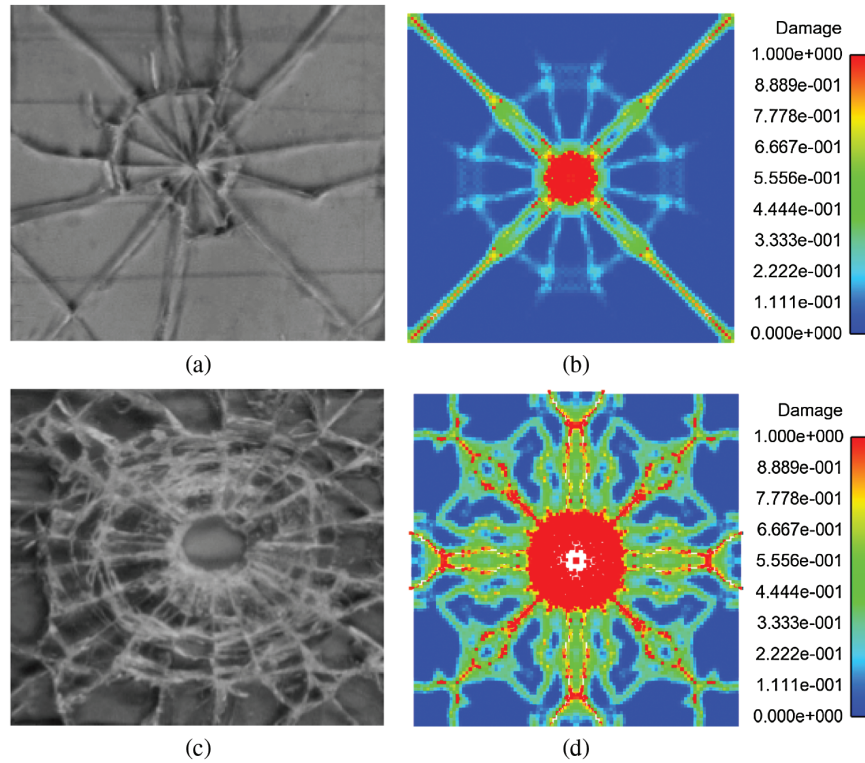 Damage
1.000e+000
8.889e-001
7.778e-001
6.667e-001
5.556e-001
4.444e-001
3.333e-001
2.222e-001
1.111e-001
0.000e+000
(a)
(b)
Damage
1.000e+000
8.889e-001
7.778e-001
6.667e-001
5.556e-001
4.444e-001
3.333e-001
2.222e-001
1.111e-001
0.000e+000
(c)
(d)